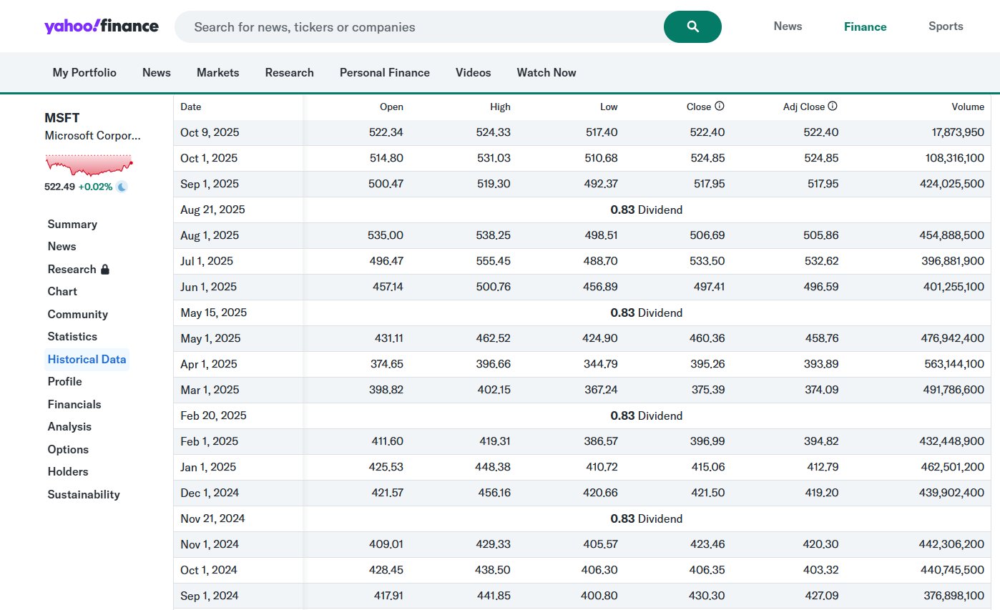 yahoo!finance Search for news, tickers or companies News Finance Sports
My Portfolio News Markets Research Personal Finance Videos Watch Now
MSFT
Microsoft Corpor...
522.49 +0.02%
Summary
News
Research
Chart
Community
Statistics
Historical Data
Profile
Financials
Analysis
Options
Holders
Sustainability
Date Open High Low Close Adj Close Volume
Oct 9, 2025 522.34 524.33 517.40 522.40 522.40 17,873,950
Oct 1, 2025 514.80 531.03 510.68 524.85 524.85 108,316,100
Sep 1, 2025 500.47 519.30 492.37 517.95 517.95 424,025,500
Aug 21, 2025 0.83 Dividend
Aug 1, 2025 535.00 538.25 498.51 506.69 505.86 454,888,500
Jul 1, 2025 496.47 555.45 488.70 533.50 532.62 396,881,900
Jun 1, 2025 457.14 500.76 456.89 497.41 496.59 401,255,100
May 15, 2025 0.83 Dividend
May 1, 2025 431.11 462.52 424.90 460.36 458.76 476,942,400
Apr 1, 2025 374.65 396.66 344.79 395.26 393.89 563,144,100
Mar 1, 2025 398.82 402.15 367.24 375.39 374.09 491,786,600
Feb 20, 2025 0.83 Dividend
Feb 1, 2025 411.60 419.31 386.57 396.99 394.82 432,448,900
Jan 1, 2025 425.53 448.38 410.72 415.06 412.79 462,501,200
Dec 1, 2024 421.57 456.16 420.66 421.50 419.20 439,902,400
Nov 21, 2024 0.83 Dividend
Nov 1, 2024 409.01 429.33 405.57 423.46 420.30 442,306,200
Oct 1, 2024 428.45 438.50 406.30 406.35 403.32 440,745,500
Sep 1, 2024 417.91 441.85 400.80 430.30 427.09 376,898,100